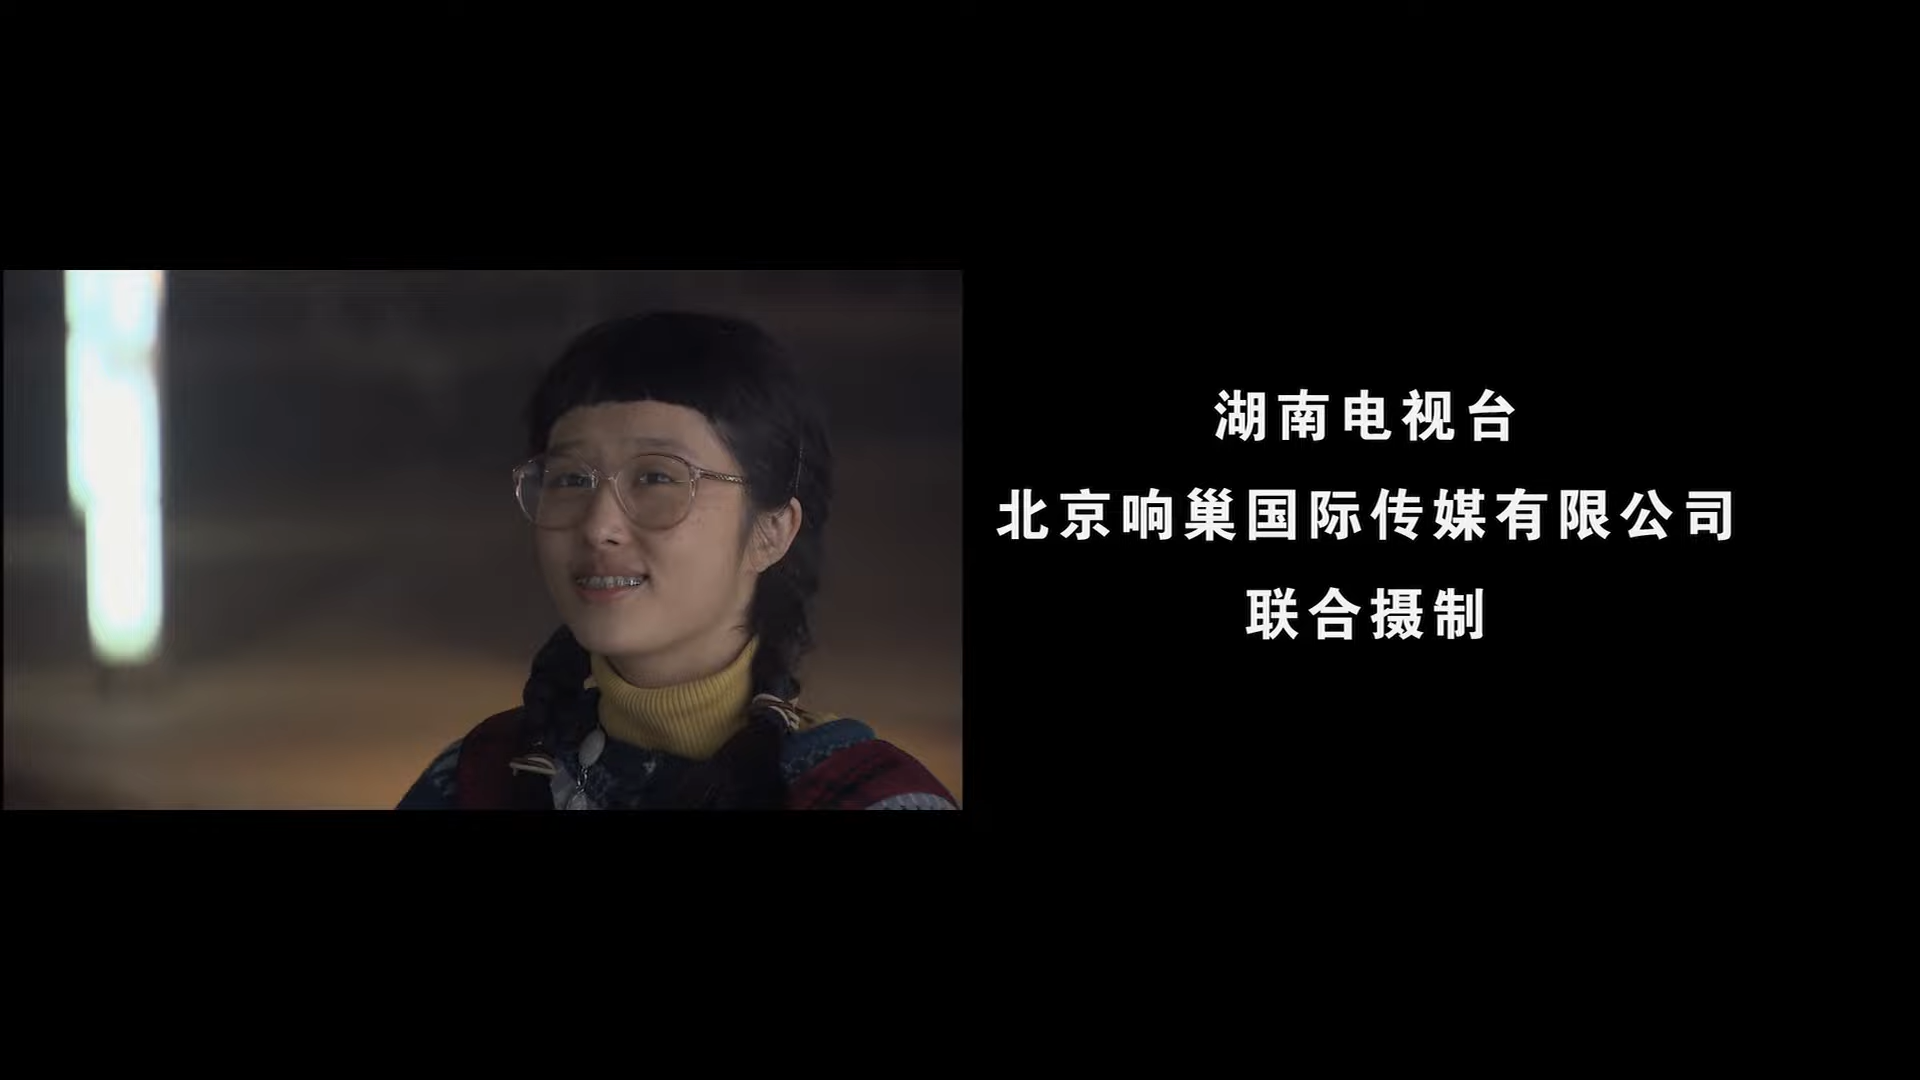 湖南电视台
北京响巢国际传媒有限公司
联合摄制